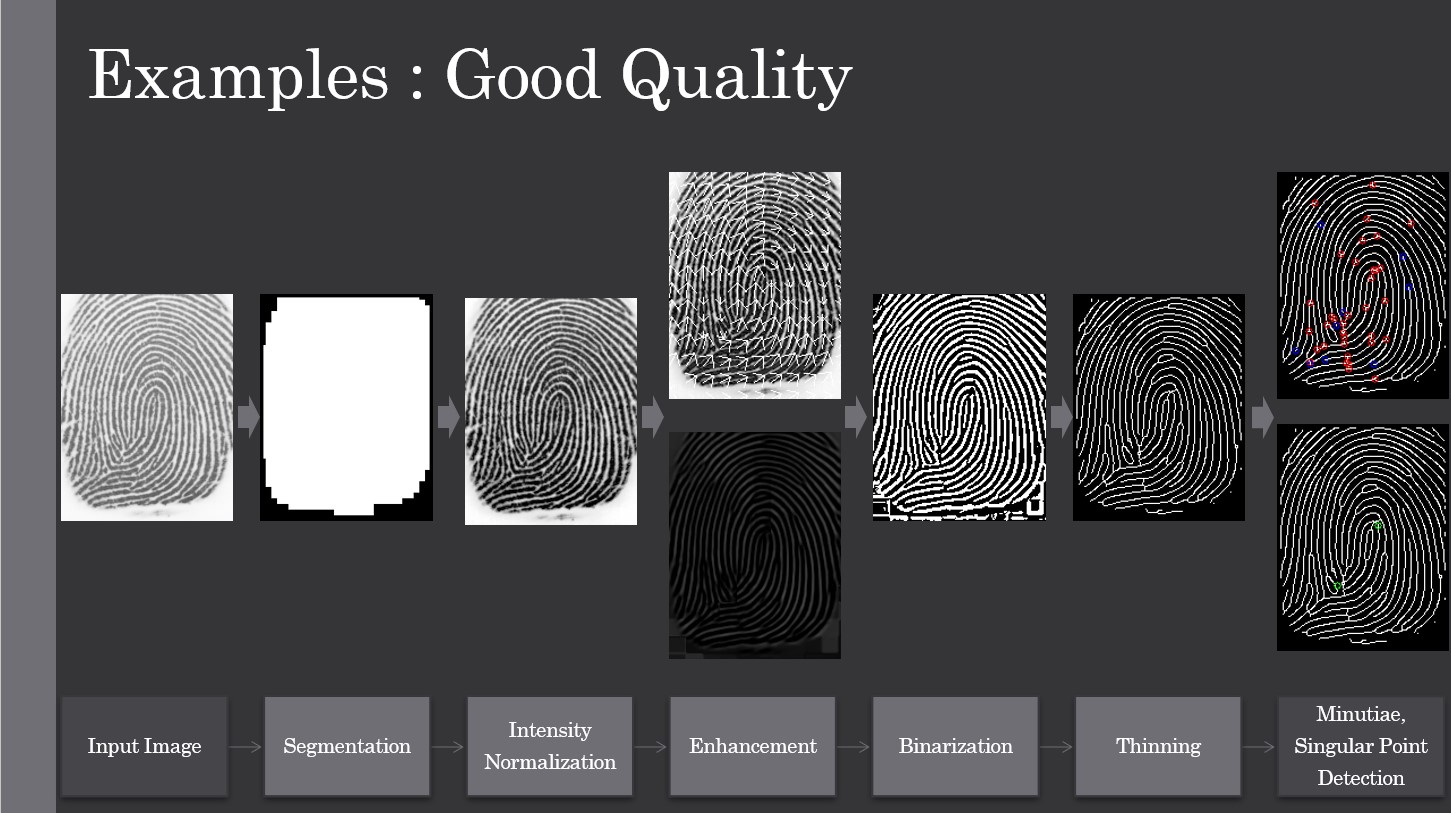 Examples : Good Quality
Input Image
Segmentation
Intensity
Normalization
Enhancement
Binarization
Thinning
Minutiae,
Singular Point
Detection